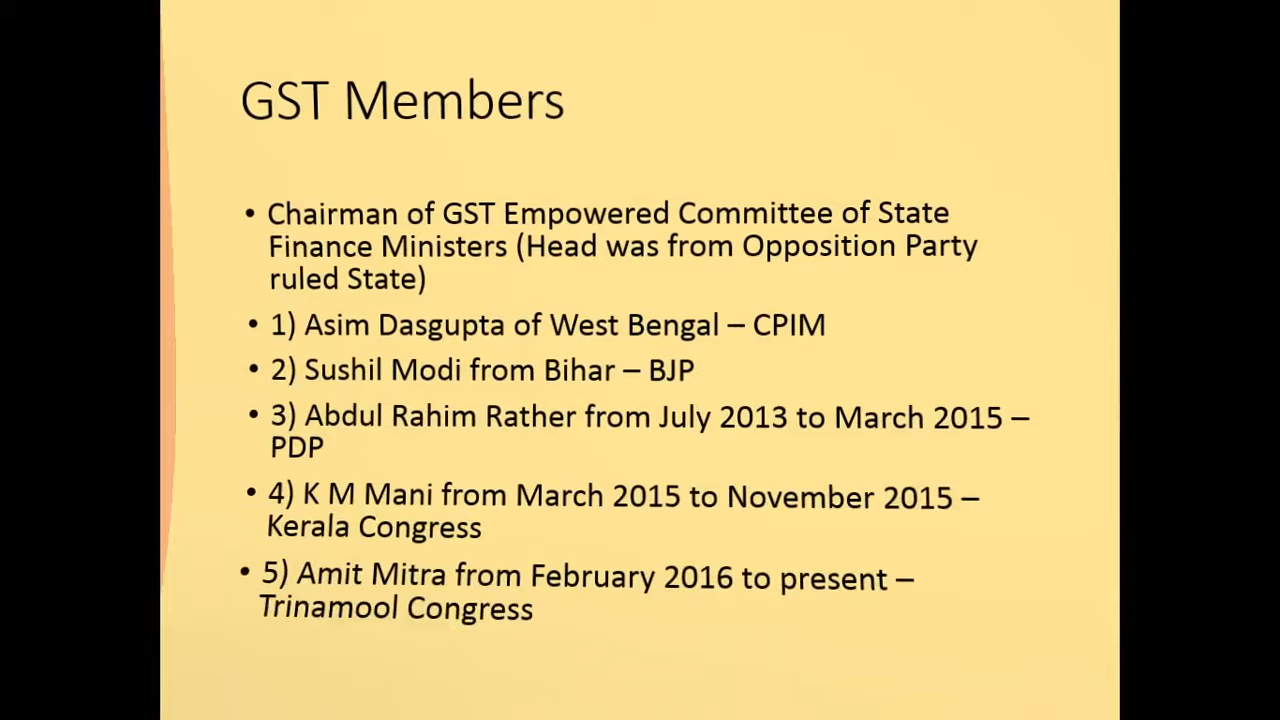 GST Members
• Chairman of GST Empowered Committee of State
Finance Ministers (Head was from Opposition Party
ruled State)
• 1) Asim Dasgupta of West Bengal – CPIM
• 2) Sushil Modi from Bihar – BJP
• 3) Abdul Rahim Rather from July 2013 to March 2015 –
PDP
• 4) K M Mani from March 2015 to November 2015 –
Kerala Congress
• 5) Amit Mitra from February 2016 to present –
Trinamool Congress